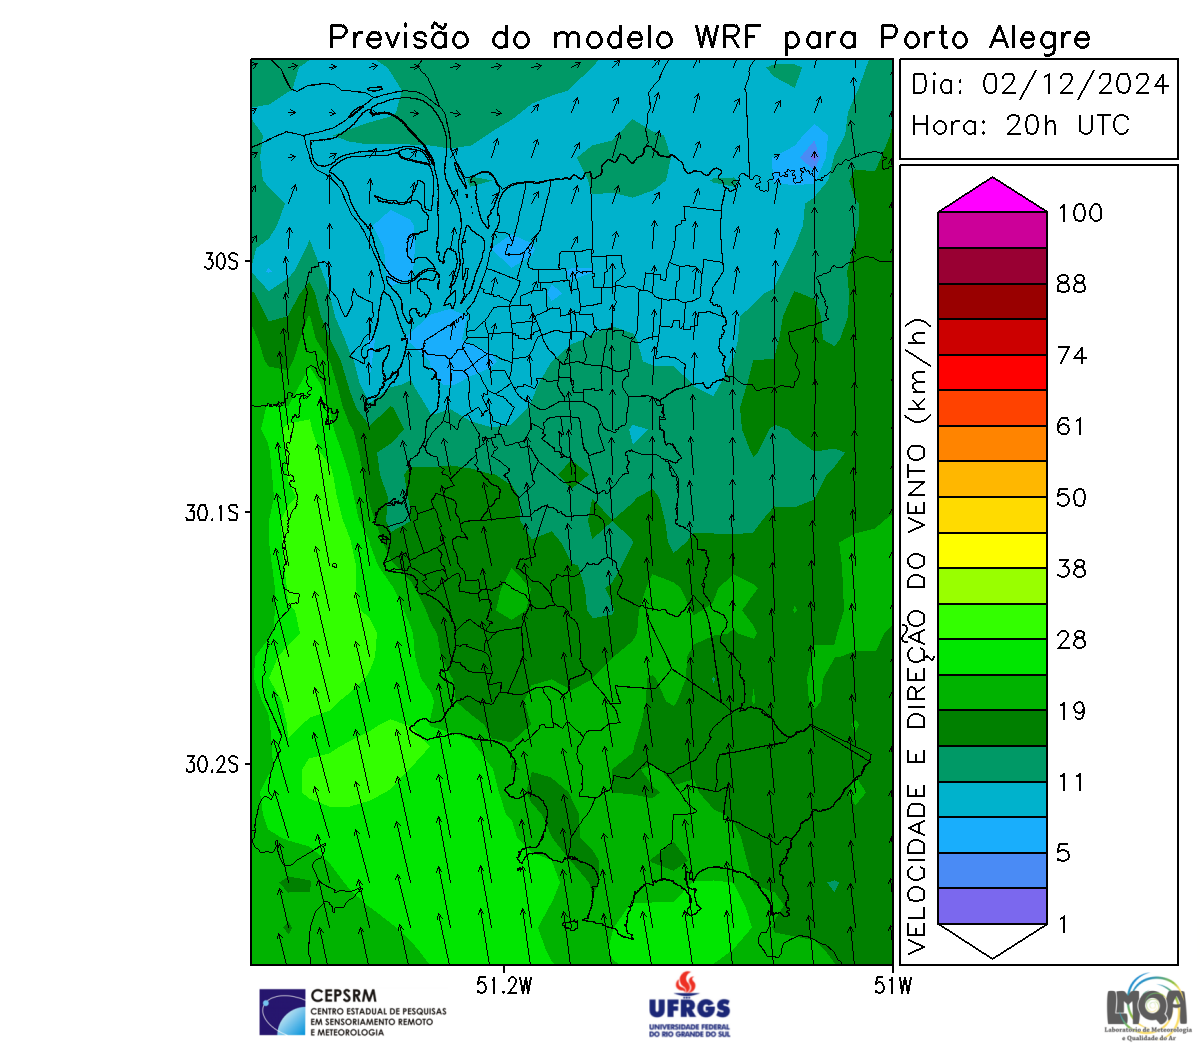 Previsão do modelo WRF para Porto Alegre
Dia: 02/12/2024
Hora: 20h UTC
100
88
74
61
50
38
28
19
11
5
1
VELOCIDADE E DIREÇÃO DO VENTO (km/h)
30S
30.1S
30.2S
51.2W
51W
CEPSRM
CENTRO ESTADUAL DE PESQUISAS
EM SENSORIAMENTO REMOTO
E METEOROLOGIA
UFRGS
UNIVERSIDADE FEDERAL
DO RIO GRANDE DO SUL
LMQA
Laboratório de Meteorologia
e Qualidade do Ar